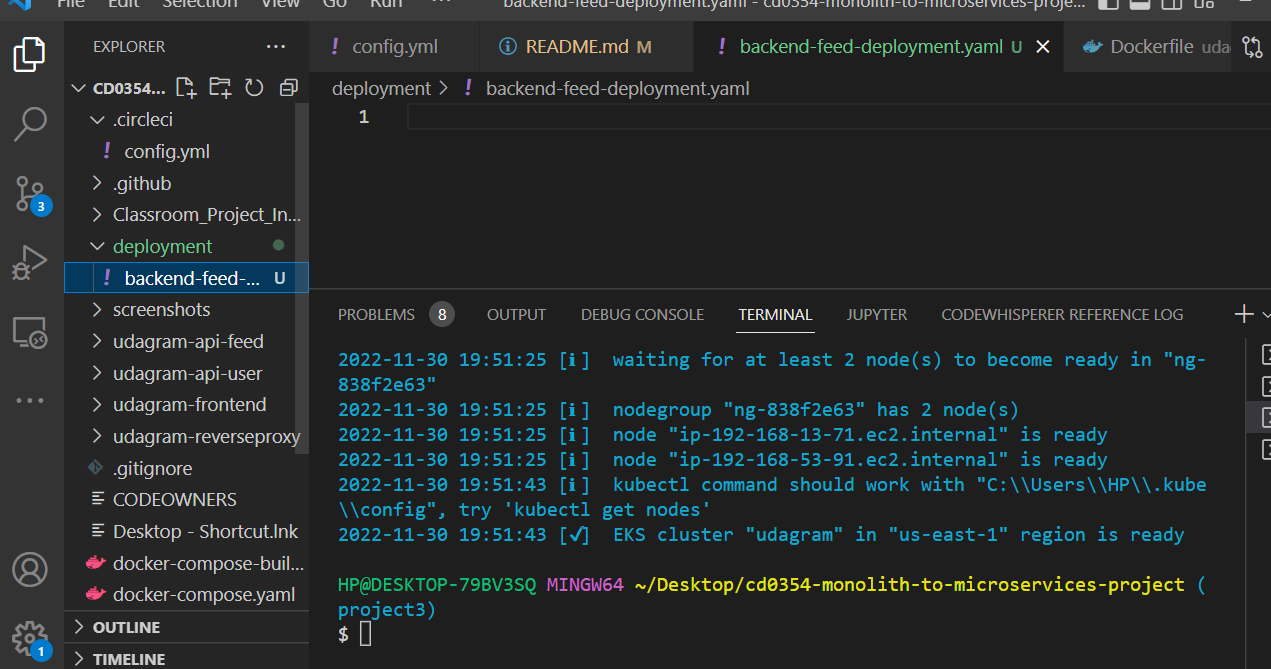 File Edit Selection View Go Run ··· backend-feed-deployment.yaml - cd0354-monolith-to-microservices-proje...
EXPLORER ···
! config.yml
README.md M
! backend-feed-deployment.yaml U
Dockerfile uda
CD0354...
deployment > ! backend-feed-deployment.yaml
1
.circleci
! config.yml
.github
Classroom_Project_In...
deployment
! backend-feed-... U
screenshots
udagram-api-feed
udagram-api-user
udagram-frontend
udagram-reverseproxy
.gitignore
CODEOWNERS
Desktop - Shortcut.lnk
docker-compose-buil...
docker-compose.yaml
OUTLINE
TIMELINE
3
1
PROBLEMS 8 OUTPUT DEBUG CONSOLE TERMINAL JUPYTER CODEWHISPERER REFERENCE LOG
2022-11-30 19:51:25 [ℹ]  waiting for at least 2 node(s) to become ready in "ng-
838f2e63"
2022-11-30 19:51:25 [ℹ]  nodegroup "ng-838f2e63" has 2 node(s)
2022-11-30 19:51:25 [ℹ]  node "ip-192-168-13-71.ec2.internal" is ready
2022-11-30 19:51:25 [ℹ]  node "ip-192-168-53-91.ec2.internal" is ready
2022-11-30 19:51:43 [ℹ]  kubectl command should work with "C:\\Users\\HP\\.kube
\\config", try 'kubectl get nodes'
2022-11-30 19:51:43 [✓]  EKS cluster "udagram" in "us-east-1" region is ready
HP@DESKTOP-79BV3SQ MINGW64 ~/Desktop/cd0354-monolith-to-microservices-project (
project3)
$